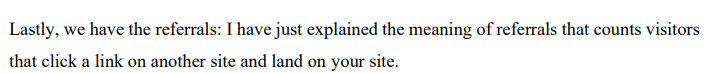 Lastly, we have the referrals: I have just explained the meaning of referrals that counts visitors
that click a link on another site and land on your site.